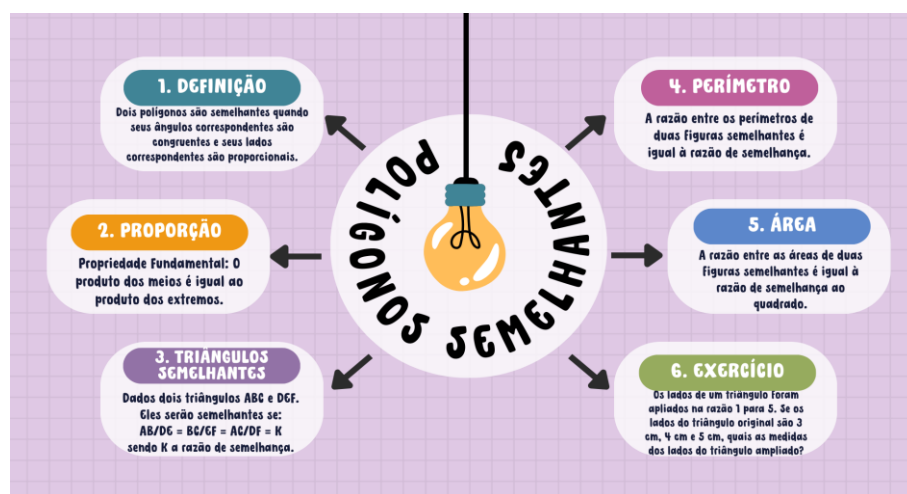 POLÍGONOS SEMELHANTES
1. DEFINIÇÃO
Dois polígonos são semelhantes quando
seus ângulos correspondentes são
congruentes e seus lados
correspondentes são proporcionais.
2. PROPORÇÃO
Propriedade Fundamental: O
produto dos meios é igual ao
produto dos extremos.
3. TRIÂNGULOS
SEMELHANTES
Dados dois triângulos ABC e DEF.
Eles serão semelhantes se:
AB/DE = BC/EF = AC/DF = K
sendo K a razão de semelhança.
4. PERÍMETRO
A razão entre os perímetros de
duas figuras semelhantes é
igual à razão de semelhança.
5. ÁREA
A razão entre as áreas de duas
figuras semelhantes é igual à
razão de semelhança ao
quadrado.
6. EXERCÍCIO
Os lados de um triângulo foram
apliados na razão 1 para 5. Se os
lados do triângulo original são 3
cm, 4 cm e 5 cm, quais as medidas
dos lados do triângulo ampliado?